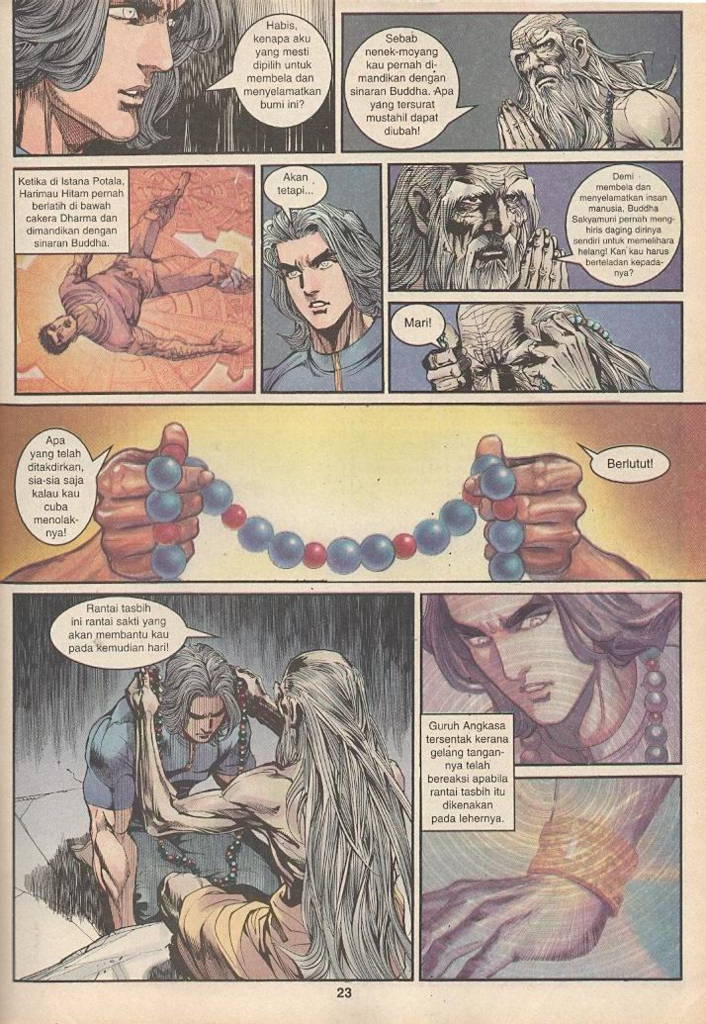 Habis,
kenapa aku
yang mesti
dipilih untuk
membela dan
menyelamatkan
bumi ini?
Sebab
nenek-moyang
kau pernah di-
mandikan dengan
sinaran Buddha. Apa
yang tersurat
mustahil dapat
diubah!
Ketika di Istana Potala,
Harimau Hitam pernah
berlatih di bawah
cakera Dharma dan
dimandikan dengan
sinaran Buddha.
Akan
tetapi...
Demi
membela dan
menyelamatkan insan
manusia, Buddha
Sakyamuni pernah meng-
hiris daging dirinya
sendiri untuk memelihara
helang! Kan kau harus
berteladan kepada-
nya?
Mari!
Apa
yang telah
ditakdirkan,
sia-sia saja
kalau kau
cuba
menolak-
nya!
Berlutut!
Rantai tasbih
ini rantai sakti yang
akan membantu kau
pada kemudian hari!
Guruh Angkasa
tersentak kerana
gelang tangan-
nya telah
bereaksi apabila
rantai tasbih itu
dikenakan
pada lehernya.
23